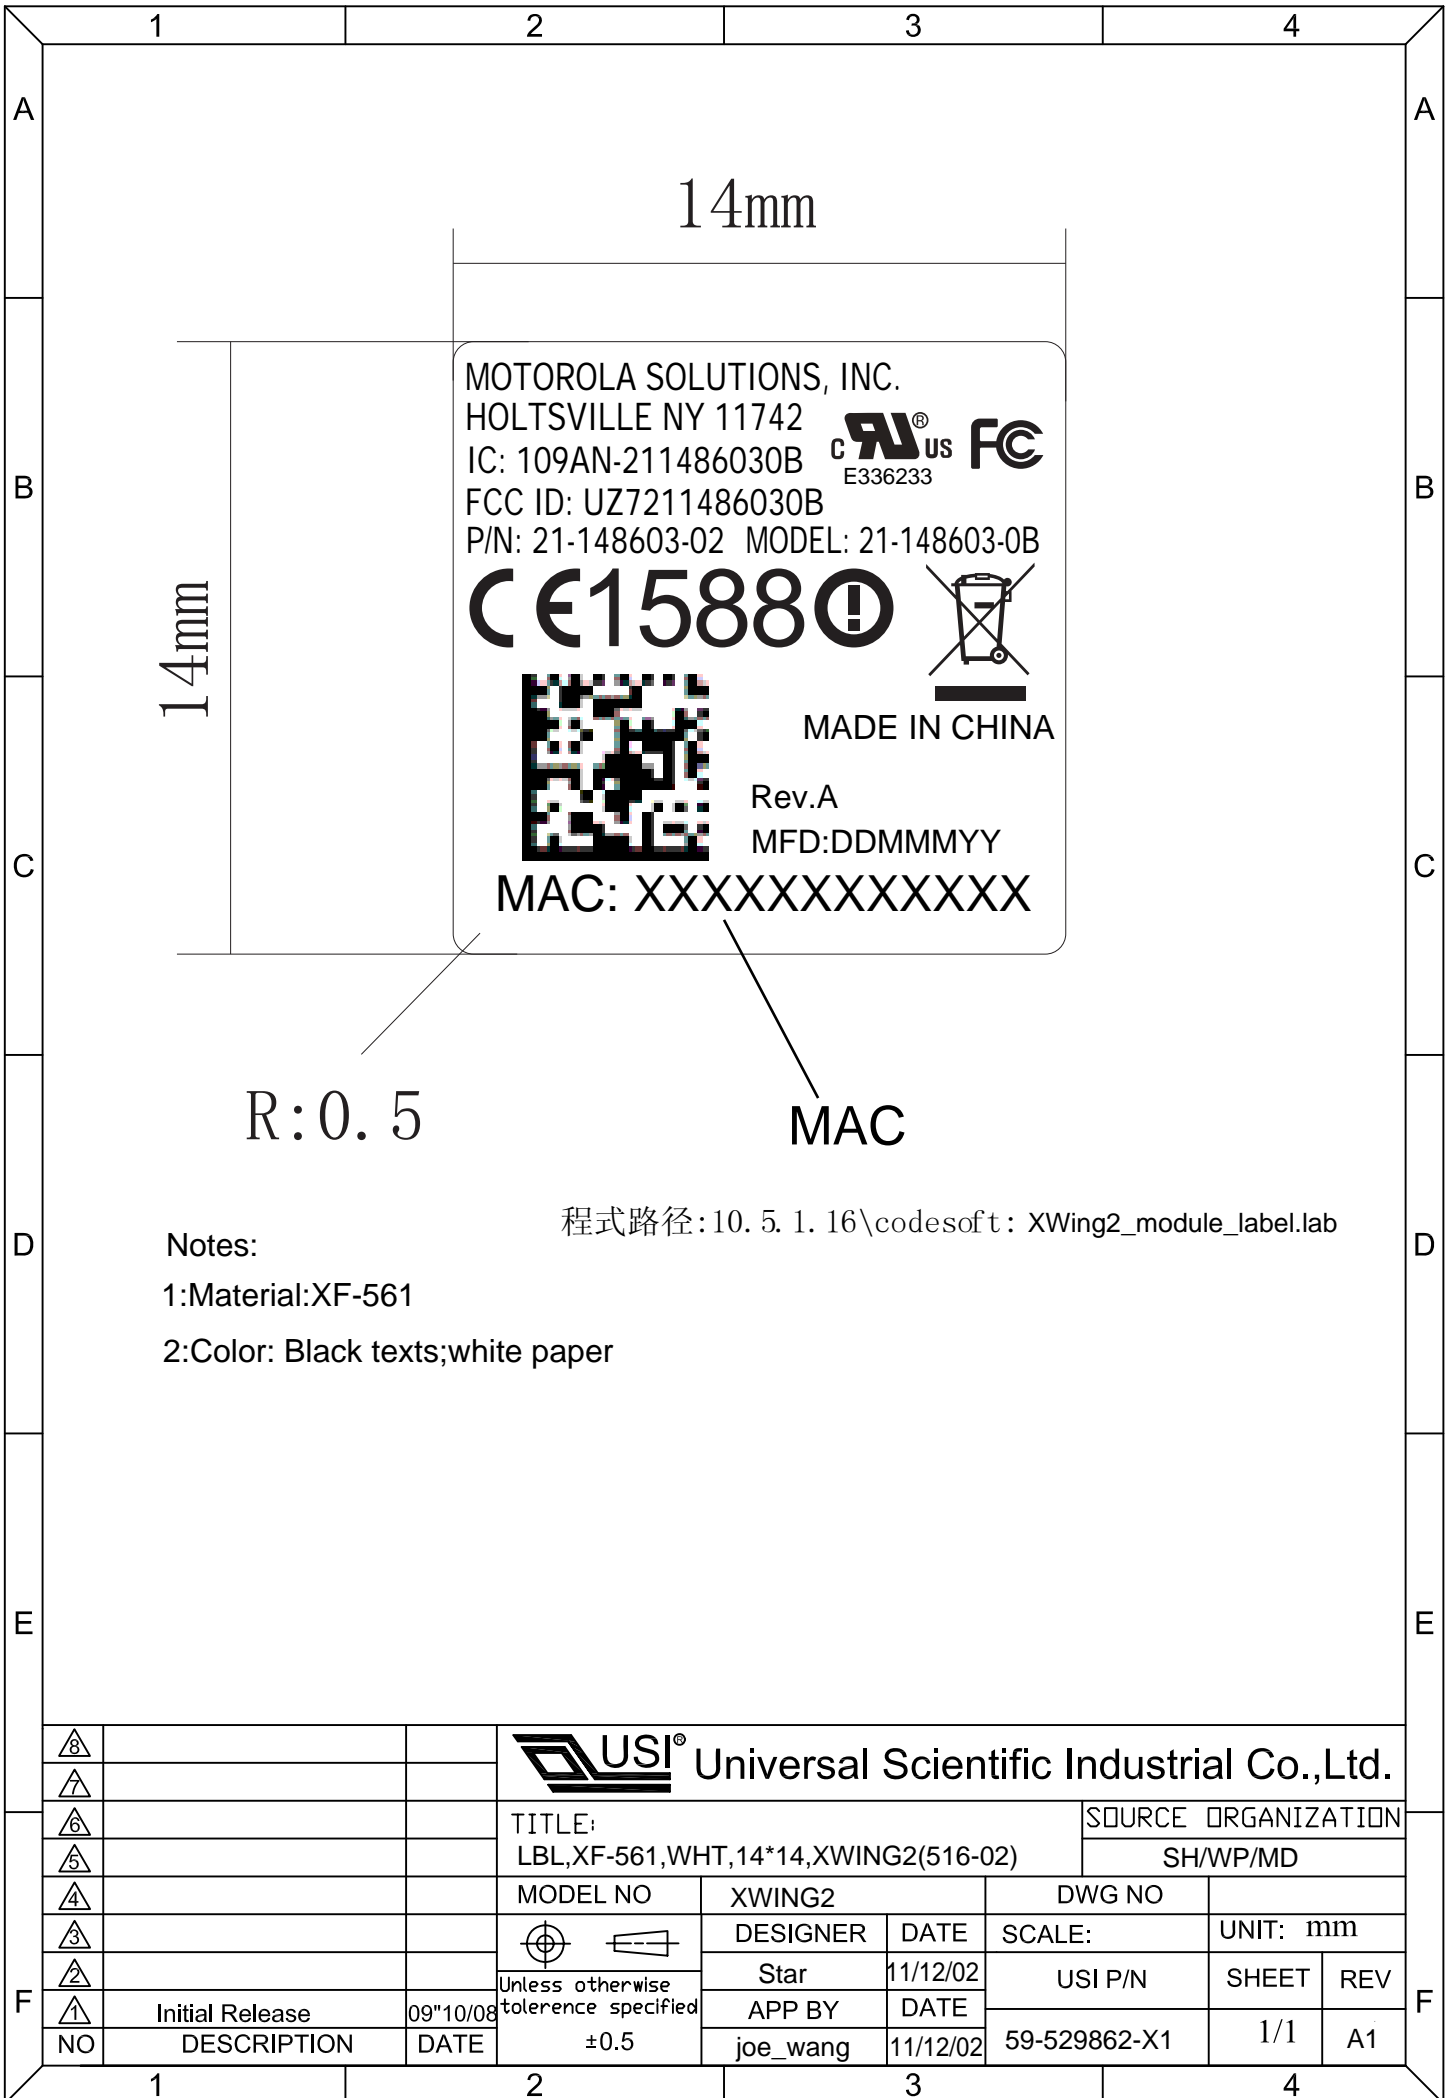 1 2 3 4
A A
14mm
B B
14mm
MOTOROLA SOLUTIONS, INC.
HOLTSVILLE NY 11742
IC: 109AN-211486030B
C RU ® US FC
E336233
FCC ID: UZ7211486030B
P/N: 21-148603-02 MODEL: 21-148603-0B
CE1588!
MADE IN CHINA
Rev.A
MFD:DDMMMYY
C C
MAC: XXXXXXXXXXXX
R:0.5
MAC
程式路径:10.5.1.16\codesoft: XWing2_module_label.lab
D D
Notes:
1:Material:XF-561
2:Color: Black texts;white paper
E E
8
7
6
5
4
3
2
1 Initial Release 09"10/08
NO DESCRIPTION DATE
USI® Universal Scientific Industrial Co.,Ltd.
TITLE:
LBL,XF-561,WHT,14*14,XWING2(516-02)
SOURCE ORGANIZATION
SH/WP/MD
MODEL NO XWING2 DWG NO
DESIGNER DATE SCALE: UNIT: mm
Unless otherwise
tolerence specified
±0.5
Star 11/12/02 USI P/N SHEET REV
APP BY DATE
joe_wang 11/12/02 59-529862-X1 1/1 A1
F F
1 2 3 4